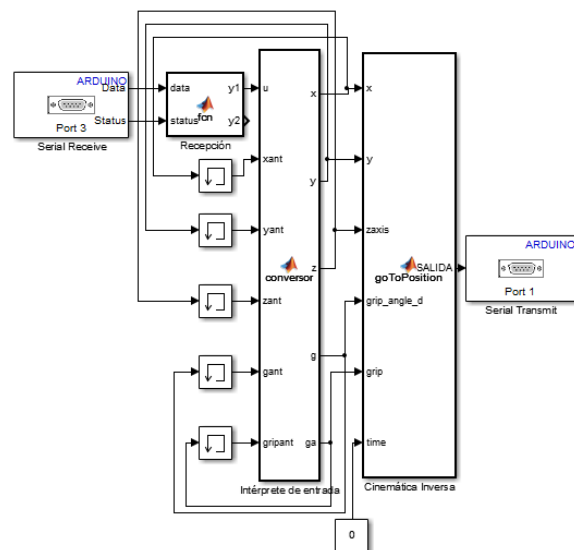 ARDUINO
Data
Status
Port 3
Serial Receive
data
status
fcn
y1
y2
Recepción
u
xant
yant
zant
gant
gripant
x
y
z
g
ga
conversor
Intérprete de entrada
x
y
zaxis
grip_angle_d
grip
time
SALIDA
goToPosition
Cinemática Inversa
ARDUINO
Port 1
Serial Transmit
0